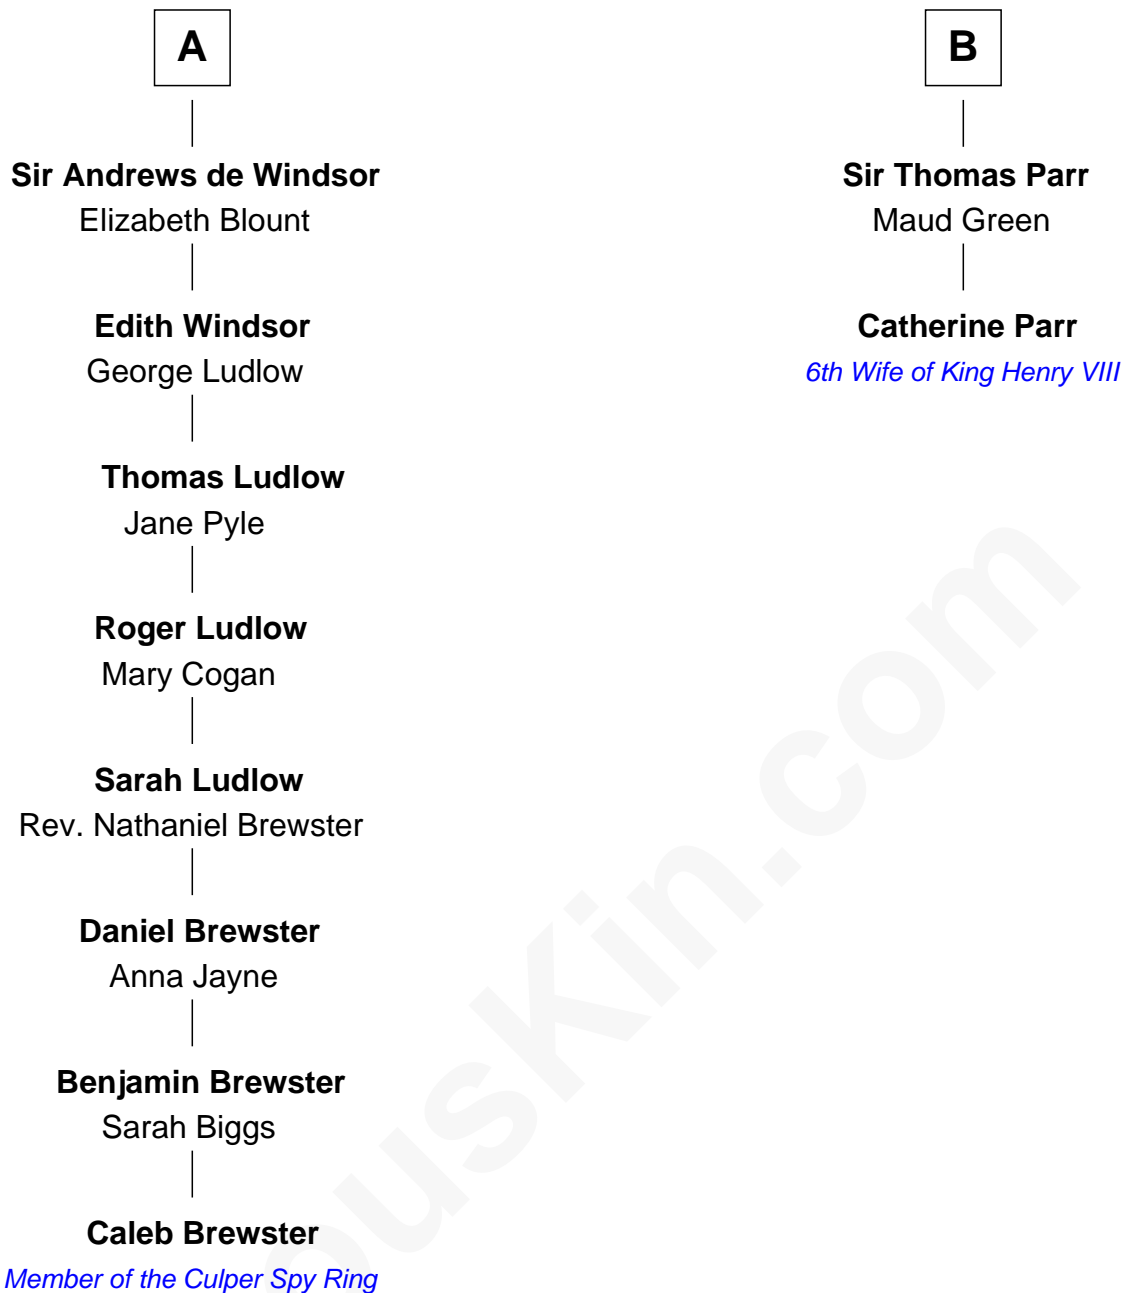 A
Sir Andrews de Windsor
Elizabeth Blount
Edith Windsor
George Ludlow
Thomas Ludlow
Jane Pyle
Roger Ludlow
Mary Cogan
Sarah Ludlow
Rev. Nathaniel Brewster
Daniel Brewster
Anna Jayne
Benjamin Brewster
Sarah Biggs
Caleb Brewster
Member of the Culper Spy Ring
B
Sir Thomas Parr
Maud Green
Catherine Parr
6th Wife of King Henry VIII
ousKin.com